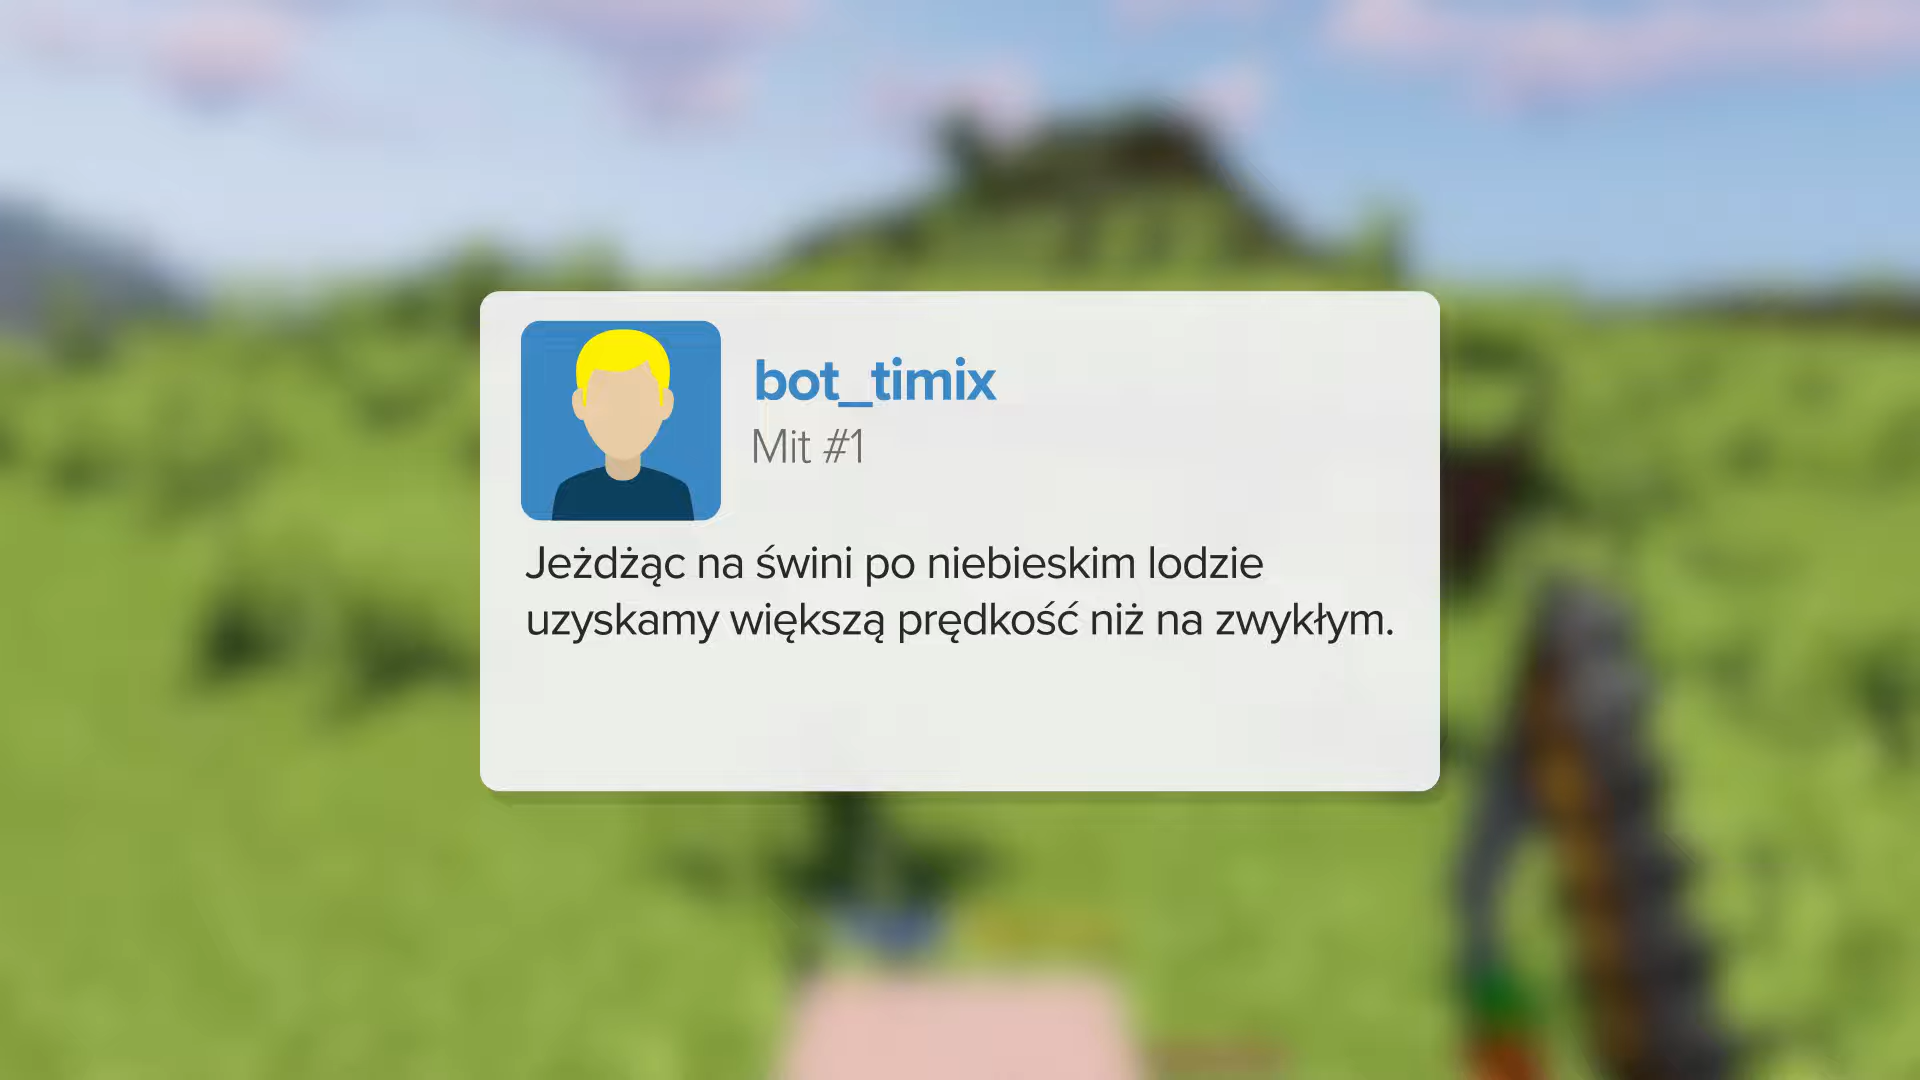 bot_timix
Mit #1
Jeżdżąc na świni po niebieskim lodzie
uzyskamy większą prędkość niż na zwykłym.